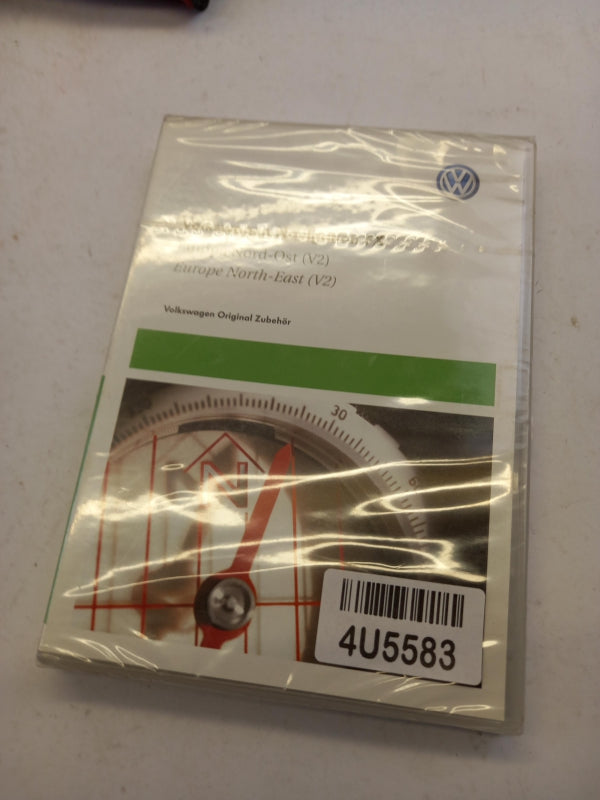 Nord-Ost (V2)
Europe North-East (V2)
Volkswagen Original Zubehör
30
N
4U5583